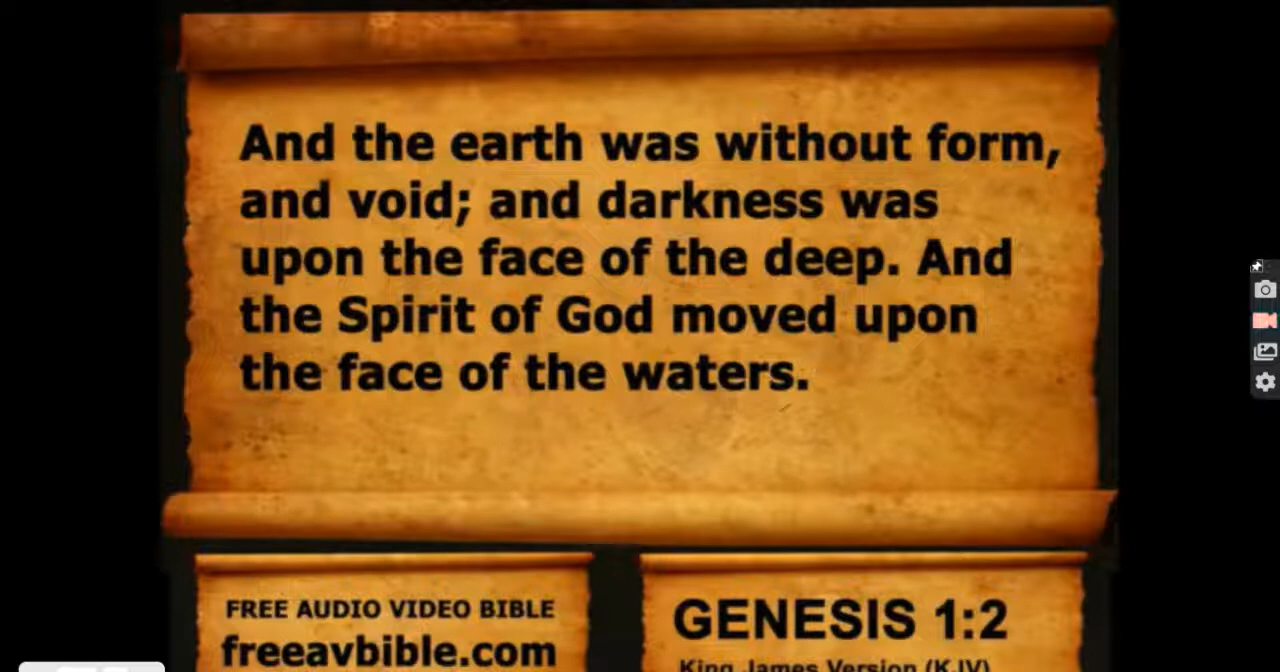 And the earth was without form,
and void; and darkness was
upon the face of the deep. And
the Spirit of God moved upon
the face of the waters.
FREE AUDIO VIDEO BIBLE
freeavbible.com
GENESIS 1:2
King James Version (KJV)